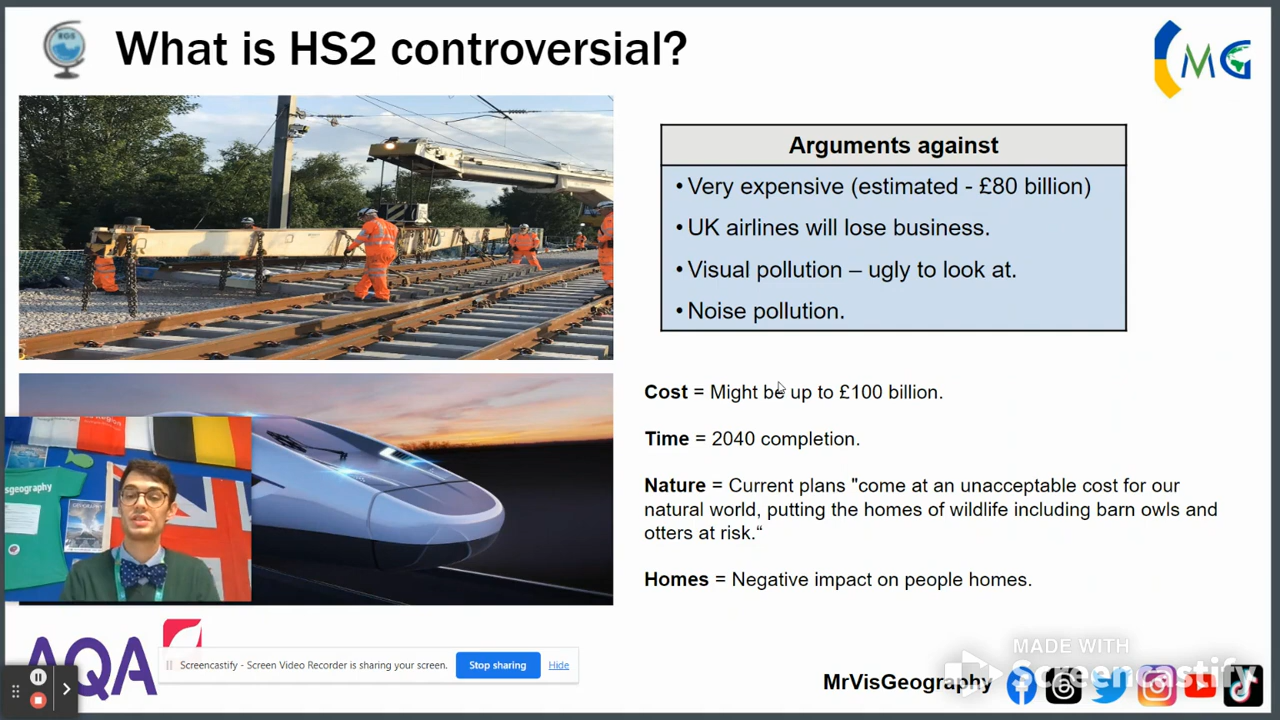 RGS
What is HS2 controversial?
MG
Arguments against
• Very expensive (estimated - £80 billion)
• UK airlines will lose business.
• Visual pollution – ugly to look at.
• Noise pollution.
Cost = Might be up to £100 billion.
Time = 2040 completion.
Nature = Current plans "come at an unacceptable cost for our
natural world, putting the homes of wildlife including barn owls and
otters at risk.“
Homes = Negative impact on people homes.
sgeography
AQA
Screencastify - Screen Video Recorder is sharing your screen.
Stop sharing
Hide
MADE WITH
Screencastify
MrVisGeography